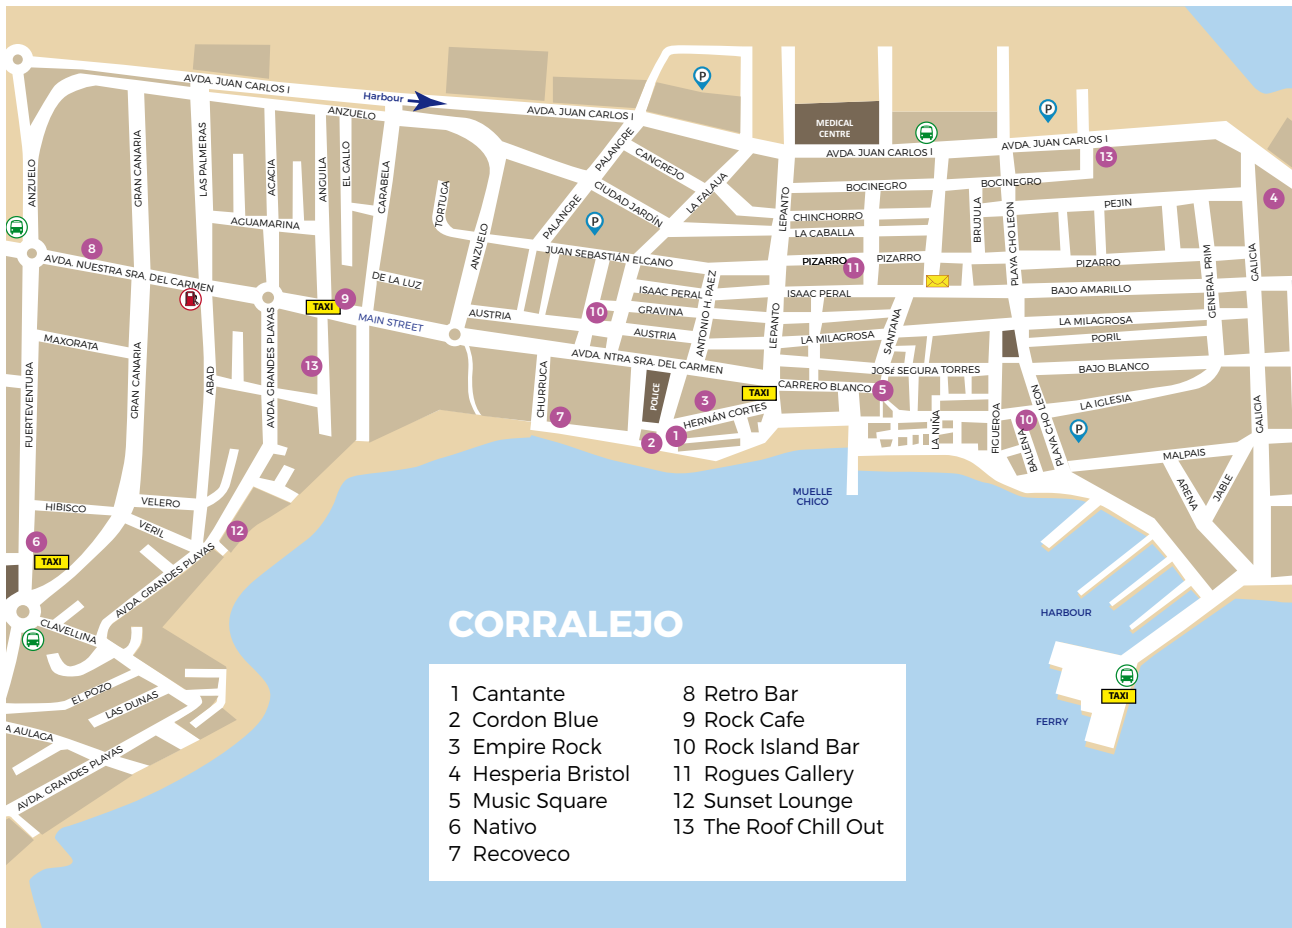 AVDA. JUAN CARLOS I
Harbour
ANZUELO
AVDA. JUAN CARLOS I
P
P
MEDICAL
CENTRE
AVDA. JUAN CARLOS I
AVDA. JUAN CARLOS I
13
ANZUELO
GRAN CANARIA
LAS PALMERAS
ACACIA
ANGUILA
EL GALLO
CARABELA
TORTUGA
ANZUELO
PALANGRE
PALANGRE
CANGREJO
CIUDAD JARDÍN
LA FALAUA
P
LEPANTO
BOCINEGRO
BOCINEGRO
CHINCHORRO
LA CABALLA
BRUJULA
PLAYA CHO LEON
PEJIN
4
AGUAMARINA
8
AVDA. NUESTRA SRA. DEL CARMEN
JUAN SEBASTIÁN ELCANO
PIZARRO
11
PIZARRO
PIZARRO
GENERAL PRIM
GALICIA
DE LA LUZ
TAXI
9
MAIN STREET
AUSTRIA
ISAAC PERAL
ISAAC PERAL
BAJO AMARILLO
10
GRAVINA
AUSTRIA
ANTONIO H. PAEZ
LEPANTO
LA MILAGROSA
SANTANA
LA MILAGROSA
PORIL
MAXORATA
AVDA. GRANDES PLAYAS
13
AVDA. NTRA SRA. DEL CARMEN
JOSé SEGURA TORRES
BAJO BLANCO
FUERTEVENTURA
GRAN CANARIA
ABAD
CHURRUCA
POLICE
TAXI
CARRERO BLANCO
5
3
HERNÁN CORTES
7
2
1
LA NIÑA
FIGUEROA
10
BALLENA
PLAYA CHO LEON
P
LA IGLESIA
GALICIA
MALPAIS
ARENA
JABLE
MUELLE
CHICO
HIBISCO
VELERO
VERIL
12
6
TAXI
AVDA. GRANDES PLAYAS
CLAVELLINA
EL POZO
LAS DUNAS
A AULAGA
AVDA. GRANDES PLAYAS
HARBOUR
TAXI
FERRY
CORRALEJO
1 Cantante
2 Cordon Blue
3 Empire Rock
4 Hesperia Bristol
5 Music Square
6 Nativo
7 Recoveco
8 Retro Bar
9 Rock Cafe
10 Rock Island Bar
11 Rogues Gallery
12 Sunset Lounge
13 The Roof Chill Out